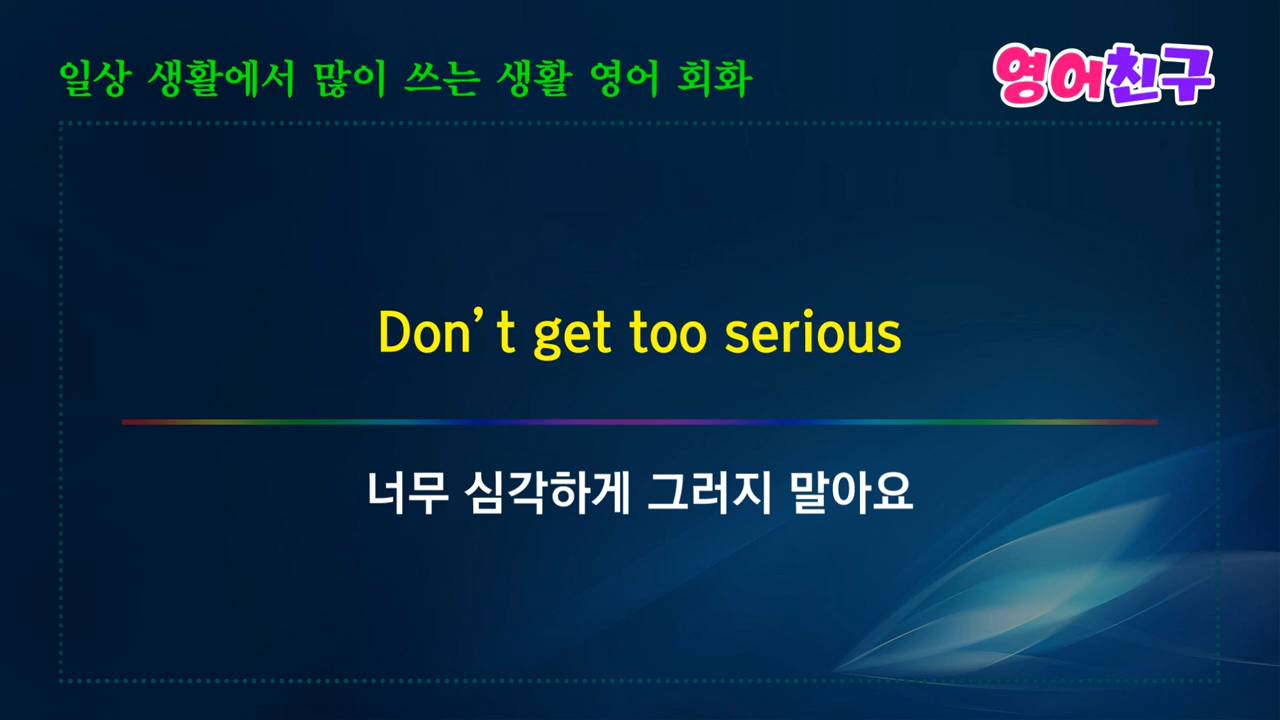 일상 생활에서 많이 쓰는 생활 영어 회화
영어친구
Don’t get too serious
너무 심각하게 그러지 말아요